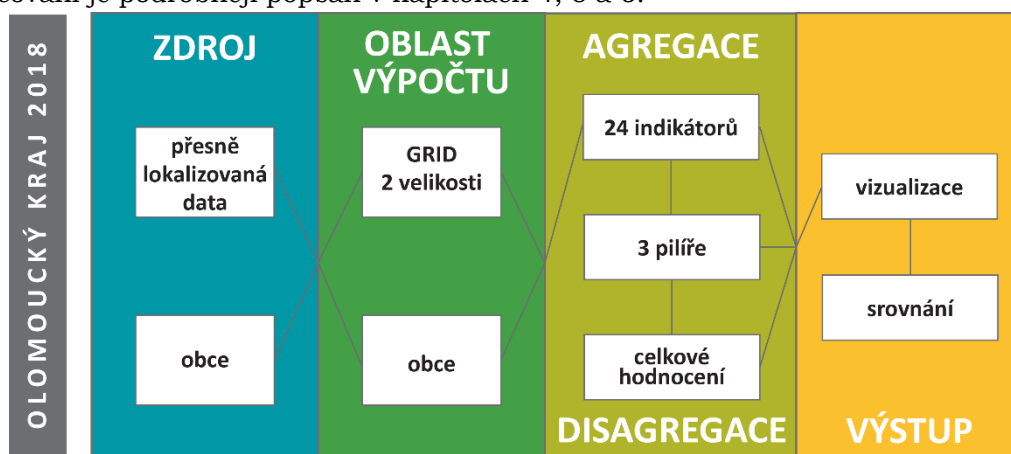 OLOMOUCKÝ KRAJ 2018
ZDROJ
přesně
lokalizovaná
data
obce
OBLAST
VÝPOČTU
GRID
2 velikosti
obce
AGREGACE
24 indikátorů
3 pilíře
celkové
hodnocení
DISAGREGACE
vizualizace
srovnání
VÝSTUP